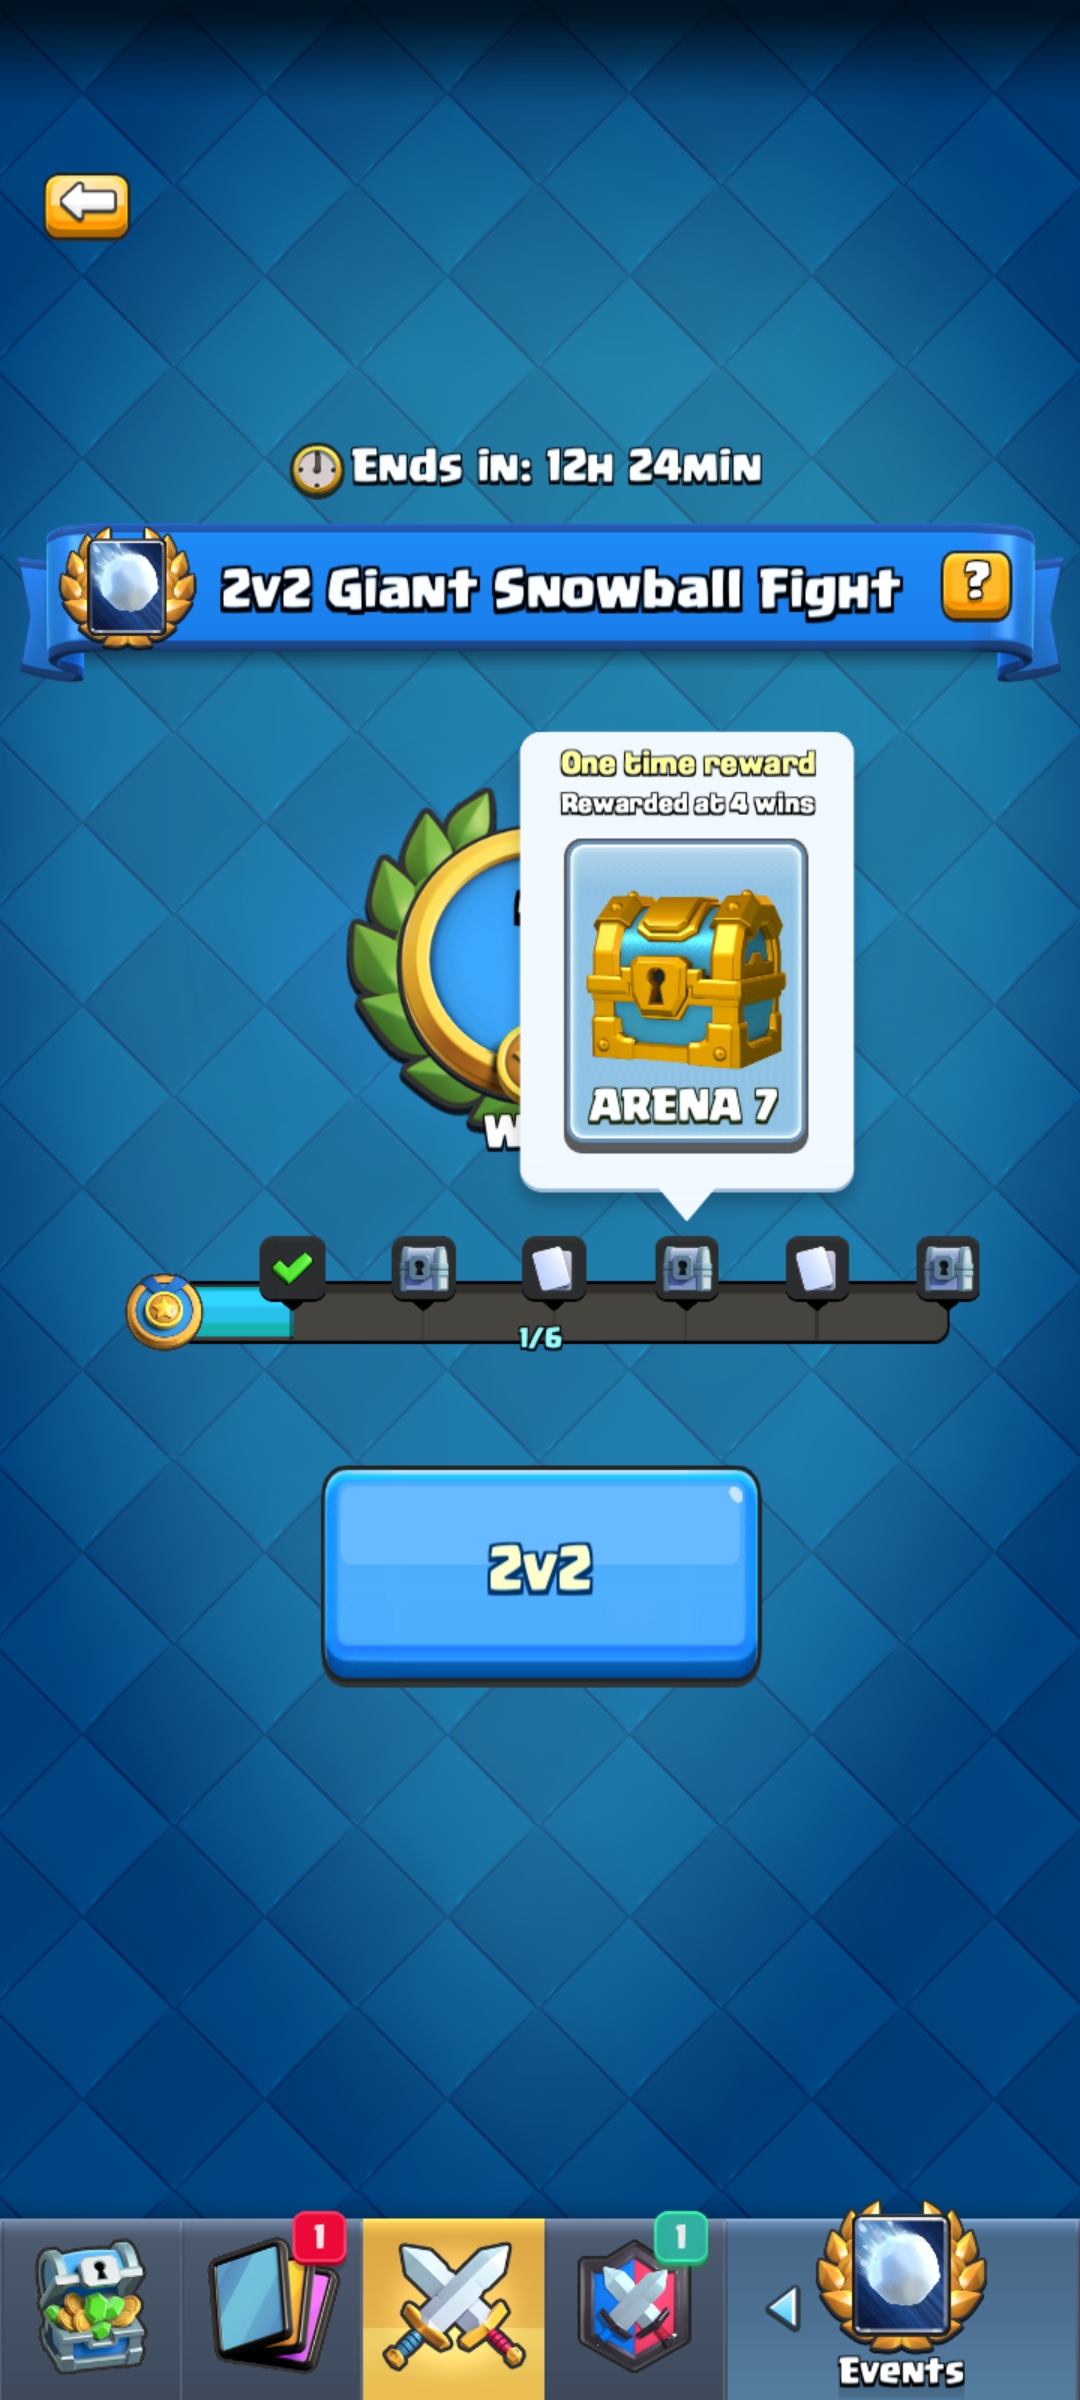 Ends in: 12h 24min
2v2 Giant Snowball Fight
?
One time reward
Rewarded at 4 wins
ARENA 7
1/6
2v2
1
1
Events